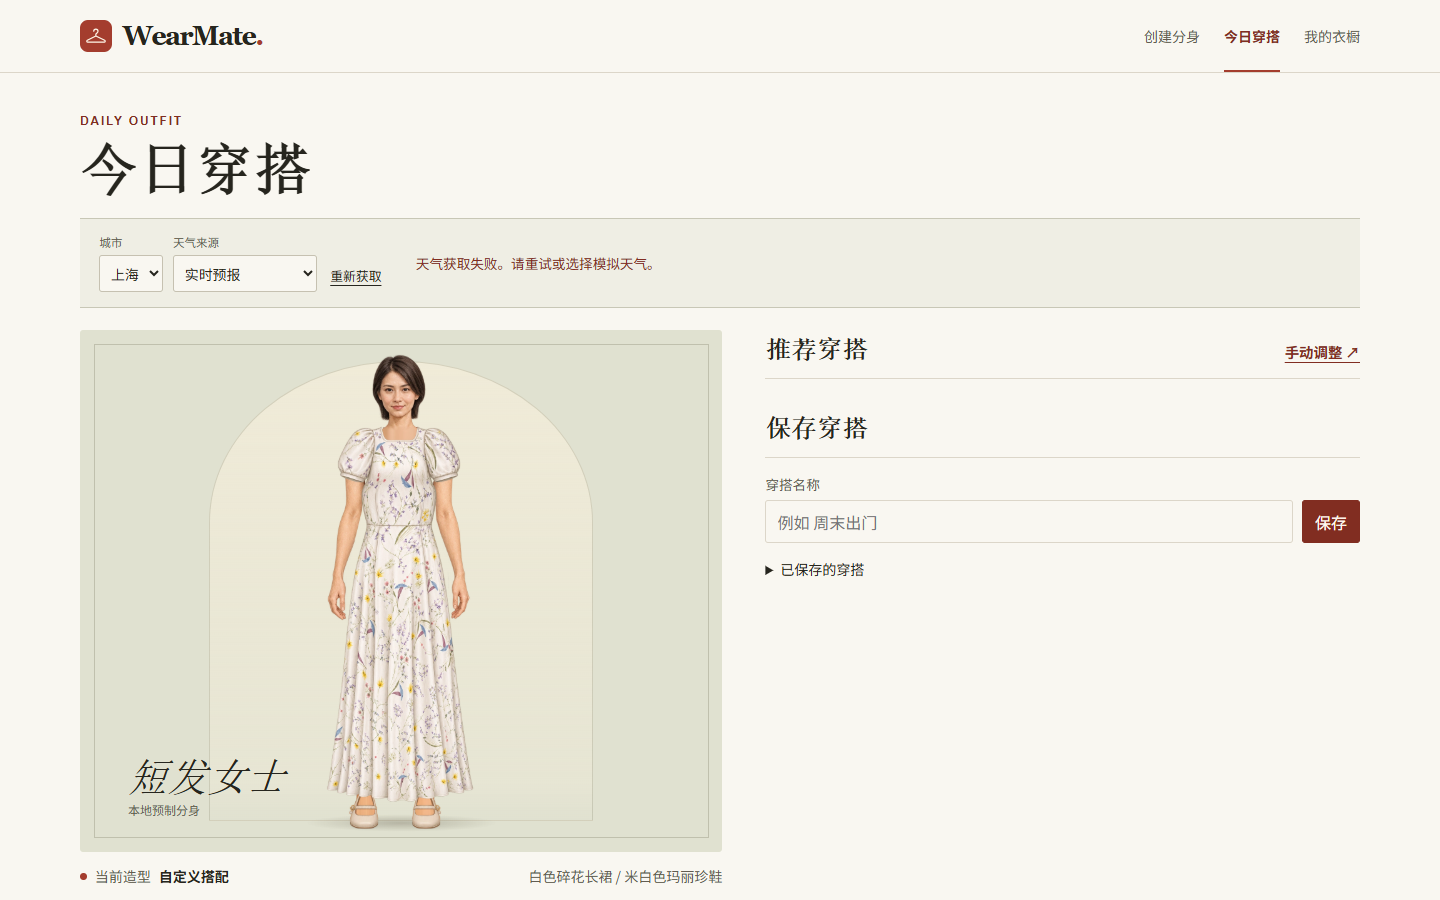 WearMate.
创建分身
今日穿搭
我的衣橱
DAILY OUTFIT
今日穿搭
城市
天气来源
上海
实时预报
重新获取
天气获取失败。请重试或选择模拟天气。
推荐穿搭
手动调整 ↗
保存穿搭
穿搭名称
例如 周末出门
保存
▶ 已保存的穿搭
短发女士
本地预制分身
当前造型 自定义搭配
白色碎花长裙 / 米白色玛丽珍鞋